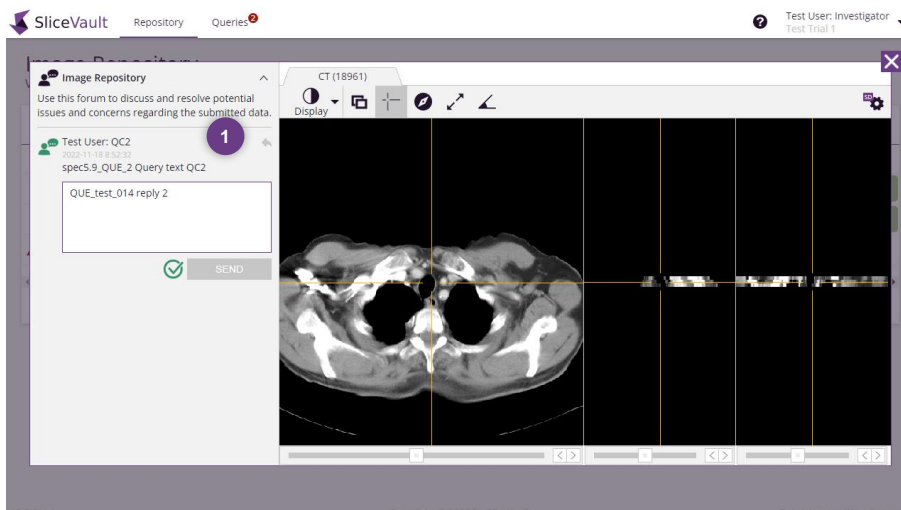 SliceVault Repository Queries 2 Test User: Investigator
Test Trial 1
Image Repository
Image Repository
Use this forum to discuss and resolve potential
issues and concerns regarding the submitted data.
1
Test User: QC2
2022-11-18 8:52:32
spec5.9_QUE_2 Query text QC2
QUE_test_014 reply 2
SEND
CT (18961)
Display